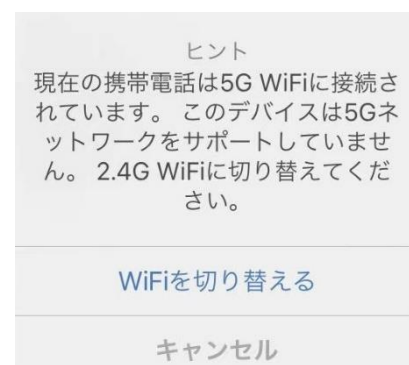 ヒント
現在の携帯電話は5G WiFiに接続さ
れています。 このデバイスは5Gネ
ットワークをサポートしていませ
ん。 2.4G WiFiに切り替えてくだ
さい。
WiFiを切り替える
キャンセル